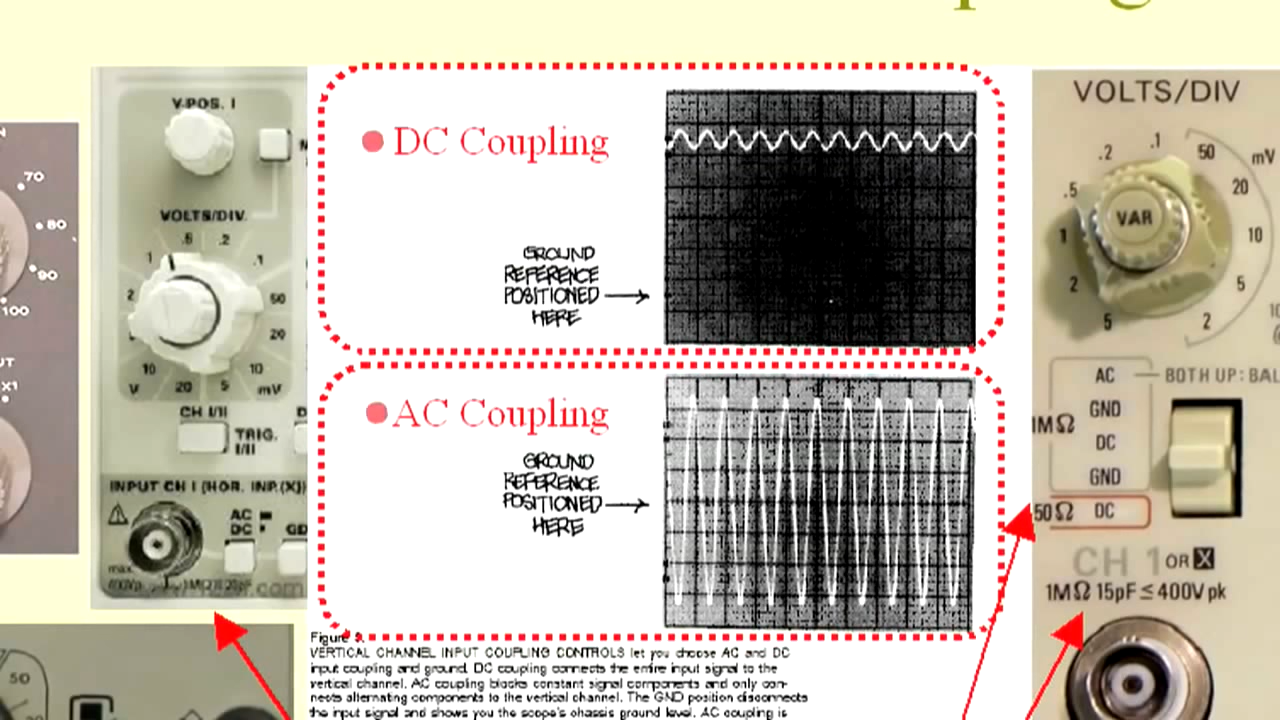 V-POS. I
VOLTS/DIV.
.5 .2
1 .1
2 50
20
10 10
V 20 5 mV
CH I/II
TRIG.
I/II
INPUT CH I (HOR. INP.(X))
AC
DC
GD
max.
70
80
90
100
X1
50
DC Coupling
GROUND
REFERENCE
POSITIONED
HERE
AC Coupling
GROUND
REFERENCE
POSITIONED
HERE
VERTICAL CHANNEL INPUT COUPLING CONTROLS let you choose AC and DC
input coupling and ground. DC coupling connects the entire input signal to the
vertical channel. AC coupling blocks constant signal components and only con-
nects alternating components to the vertical channel. The GND position disconnects
the input signal and shows you the scope's chassis ground level. AC coupling is
VOLTS/DIV
.2 .1 50 mV
.5 20
VAR
1 10
2 5
5 2
AC BOTH UP: BAL
GND
1MΩ
DC
GND
50Ω DC
CH 1 OR X
1MΩ 15pF ≤ 400V pk